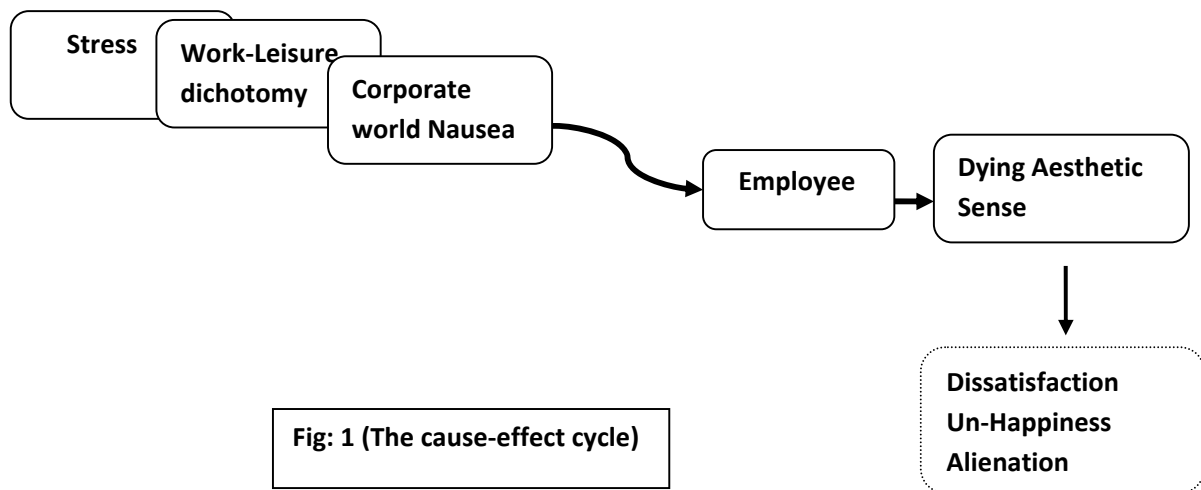 Stress
Work-Leisure
dichotomy
Corporate
world Nausea
Employee
Dying Aesthetic
Sense
Dissatisfaction
Un-Happiness
Alienation
Fig: 1 (The cause-effect cycle)